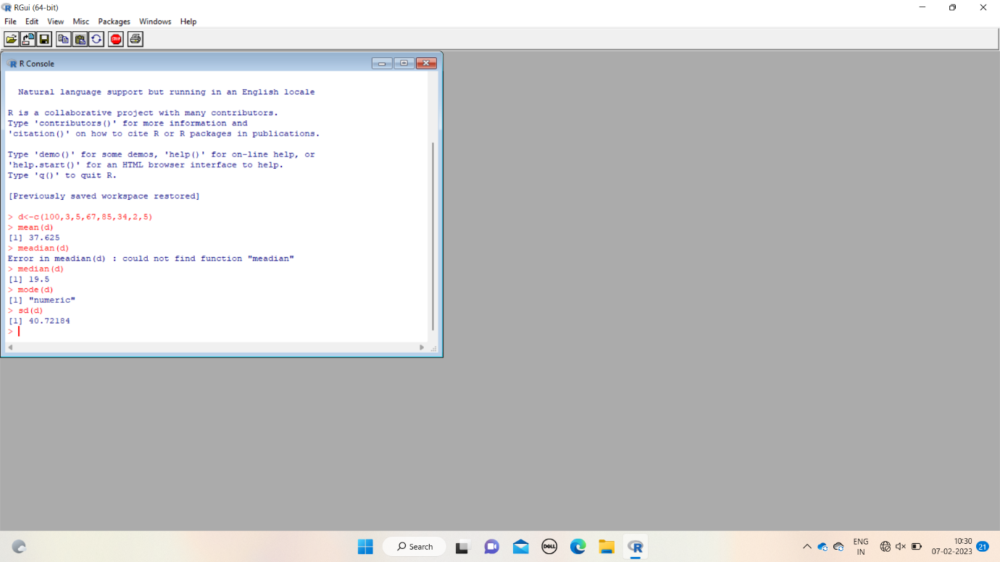 RGui (64-bit)
File Edit View Misc Packages Windows Help
STOP
R Console
Natural language support but running in an English locale
R is a collaborative project with many contributors.
Type 'contributors()' for more information and
'citation()' on how to cite R or R packages in publications.
Type 'demo()' for some demos, 'help()' for on-line help, or
'help.start()' for an HTML browser interface to help.
Type 'q()' to quit R.
[Previously saved workspace restored]
> d<-c(100,3,5,67,85,34,2,5)
> mean(d)
[1] 37.625
> meadian(d)
Error in meadian(d) : could not find function "meadian"
> median(d)
[1] 19.5
> mode(d)
[1] "numeric"
> sd(d)
[1] 40.72184
>
Search
DELL
R
ENG
IN
10:30
07-02-2023
21